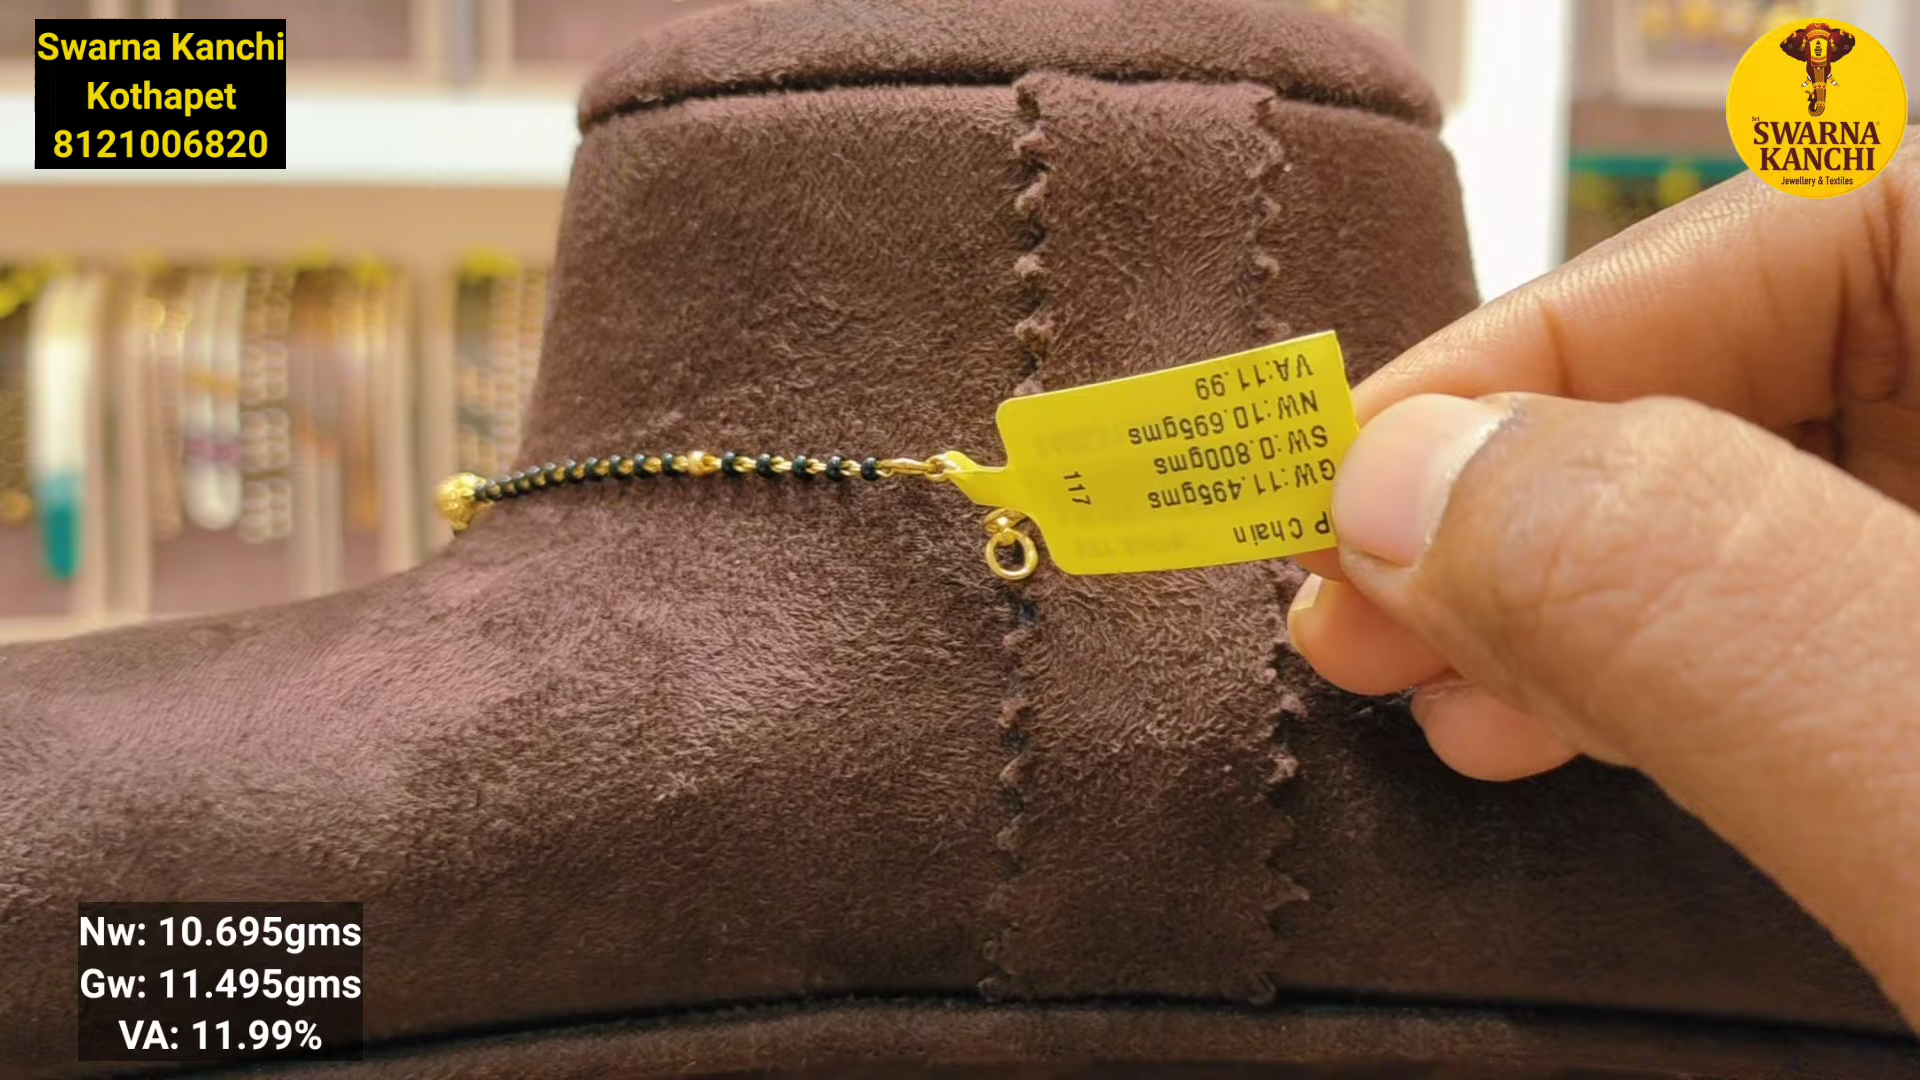 Swarna Kanchi
Kothapet
8121006820
Sri
SWARNA
KANCHI
Jewellery & Textiles
P Chain
GW:11.495gms
SW:0.800gms
NW:10.695gms
VA:11.99
117
Nw: 10.695gms
Gw: 11.495gms
VA: 11.99%